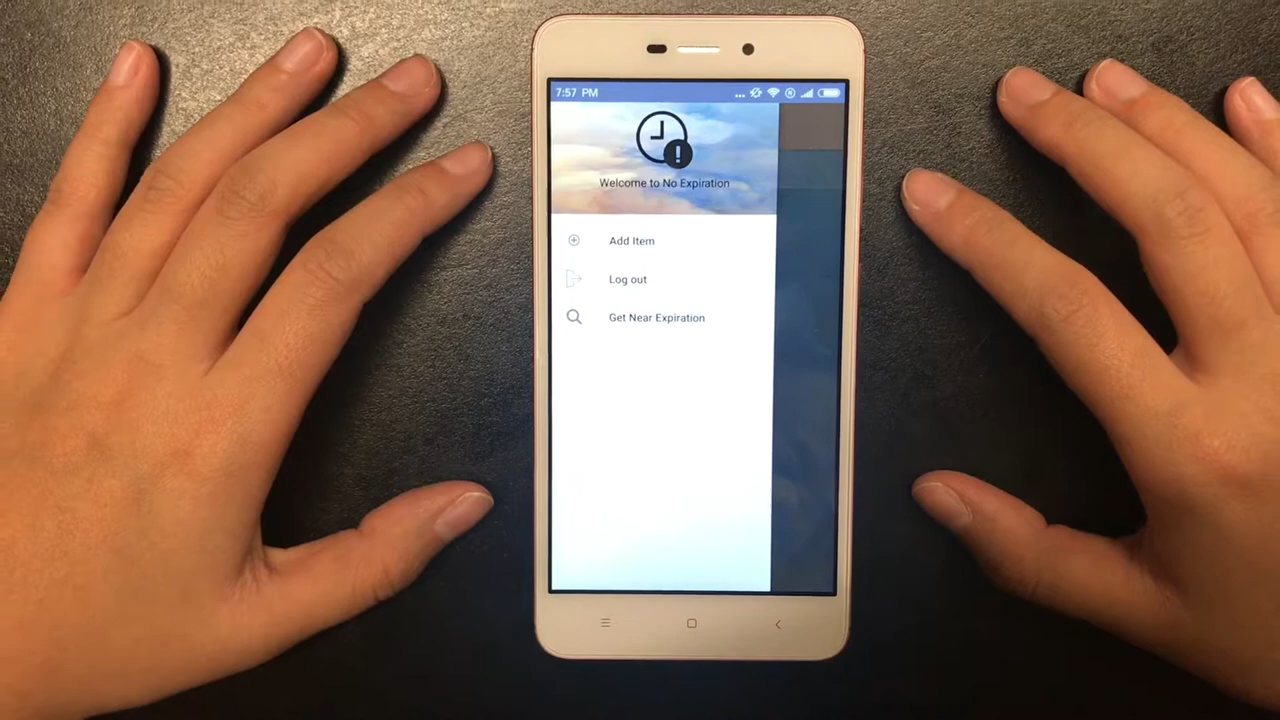 7:57 PM
Welcome to No Expiration
Add Item
Log out
Get Near Expiration